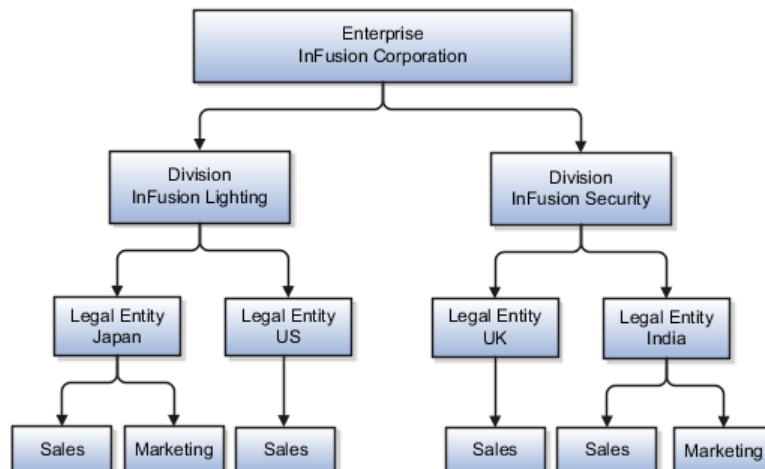 Enterprise
InFusion Corporation
Division
InFusion Lighting
Division
InFusion Security
Legal Entity
Japan
Legal Entity
US
Legal Entity
UK
Legal Entity
India
Sales
Marketing
Sales
Sales
Sales
Marketing